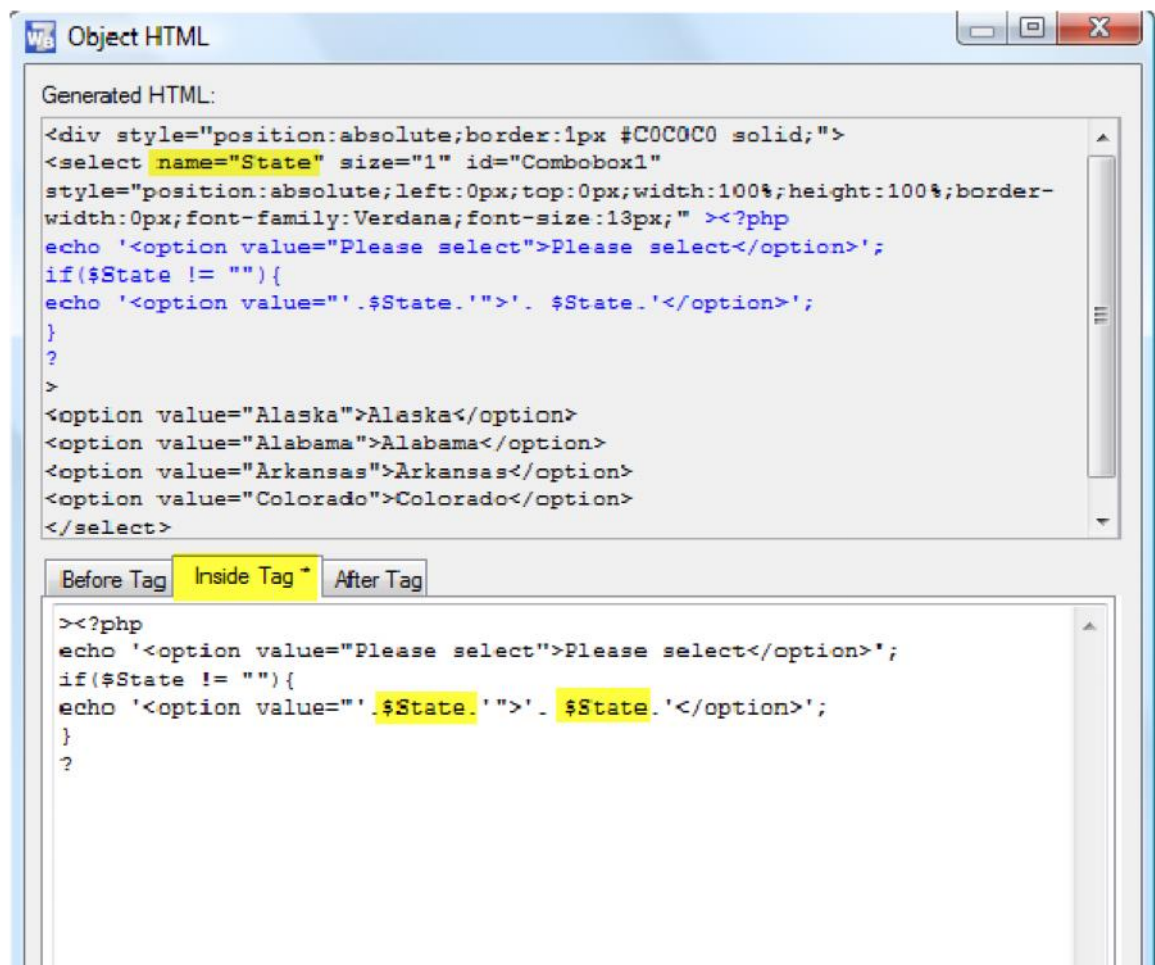 WB Object HTML
Generated HTML:
<div style="position:absolute;border:1px #C0C0C0 solid;">
<select name="State" size="1" id="Combobox1"
style="position:absolute;left:0px;top:0px;width:100%;height:100%;border-
width:0px;font-family:Verdana;font-size:13px;" ><?php
echo '<option value="Please select">Please select</option>';
if($State != ""){
echo '<option value="'.$State.'">'. $State.'</option>';
}
?
>
<option value="Alaska">Alaska</option>
<option value="Alabama">Alabama</option>
<option value="Arkansas">Arkansas</option>
<option value="Colorado">Colorado</option>
</select>
Before Tag Inside Tag * After Tag
><?php
echo '<option value="Please select">Please select</option>';
if($State != ""){
echo '<option value="'.$State.'">'. $State.'</option>';
}
?